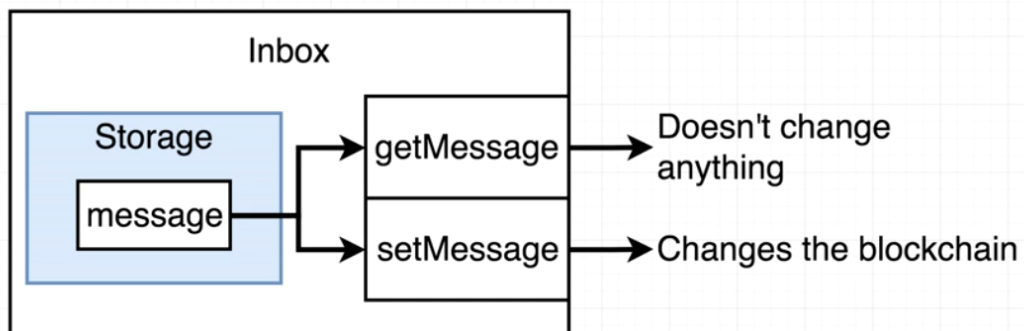 Inbox
Storage
message
getMessage
setMessage
Doesn't change
anything
Changes the blockchain